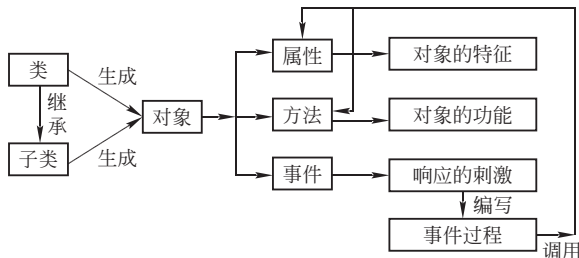 属性
对象的特征
类
生成
继承
对象
方法
对象的功能
子类
生成
事件
响应的刺激
编写
事件过程
调用